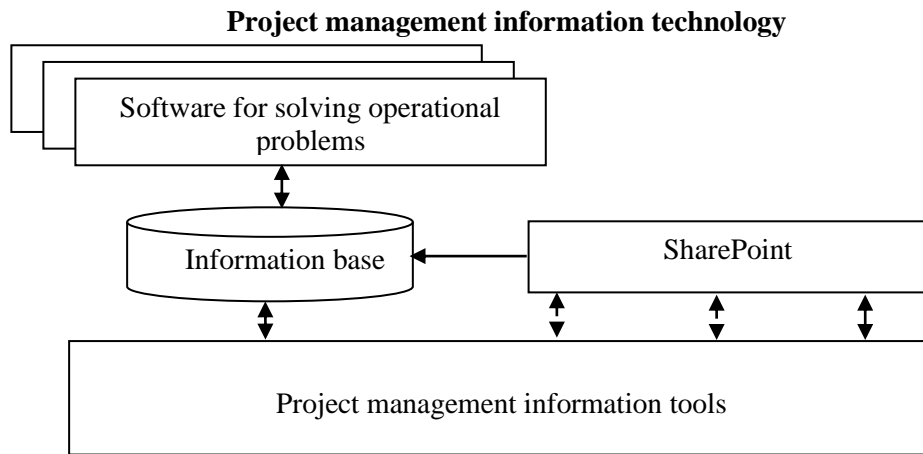 Project management information technology
Software for solving operational
problems
Information base
SharePoint
Project management information tools